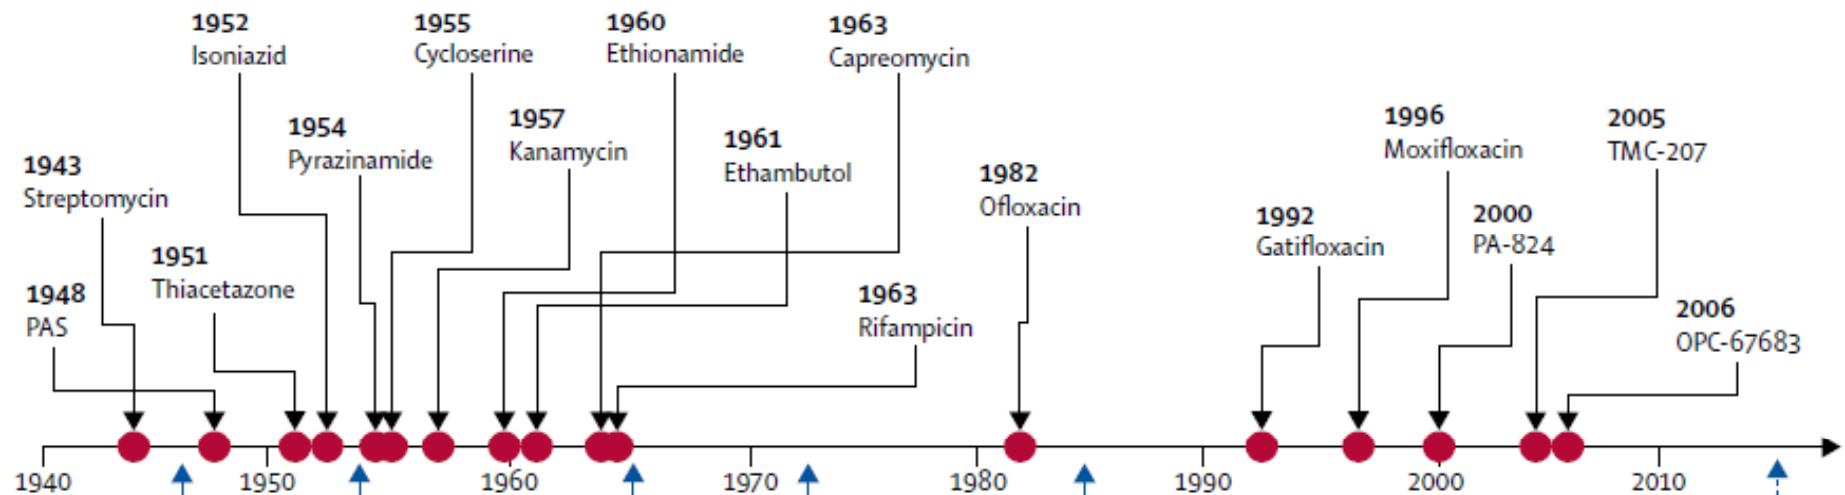 1952
Isoniazid
1955
Cycloserine
1960
Ethionamide
1963
Capreomycin
1954
Pyrazinamide
1957
Kanamycin
1961
Ethambutol
1996
Moxifloxacin
2005
TMC-207
1943
Streptomycin
1982
Ofloxacin
1992
Gatifloxacin
2000
PA-824
1951
Thiacetazone
1948
PAS
1963
Rifampicin
2006
OPC-67683
1940 1950 1960 1970 1980 1990 2000 2010